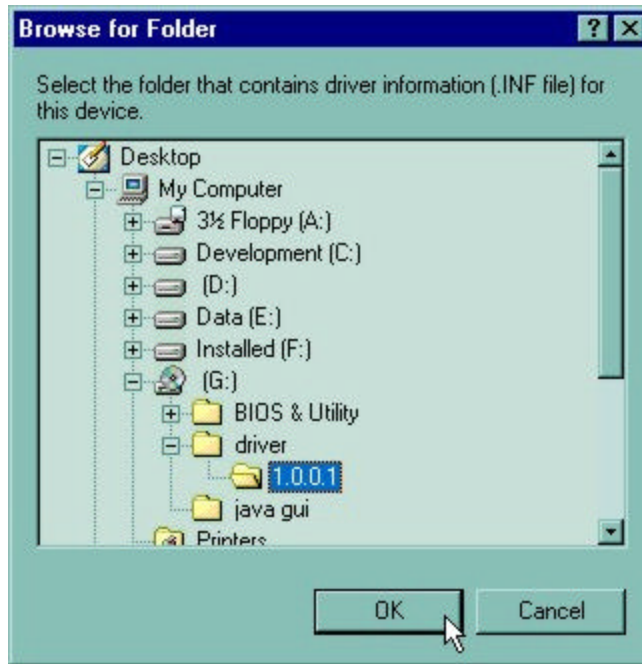 Browse for Folder
Select the folder that contains driver information (.INF file) for
this device.
Desktop
My Computer
3½ Floppy (A:)
Development (C:)
(D:)
Data (E:)
Installed (F:)
(G:)
BIOS & Utility
driver
1.0.0.1
java gui
Printers
OK Cancel